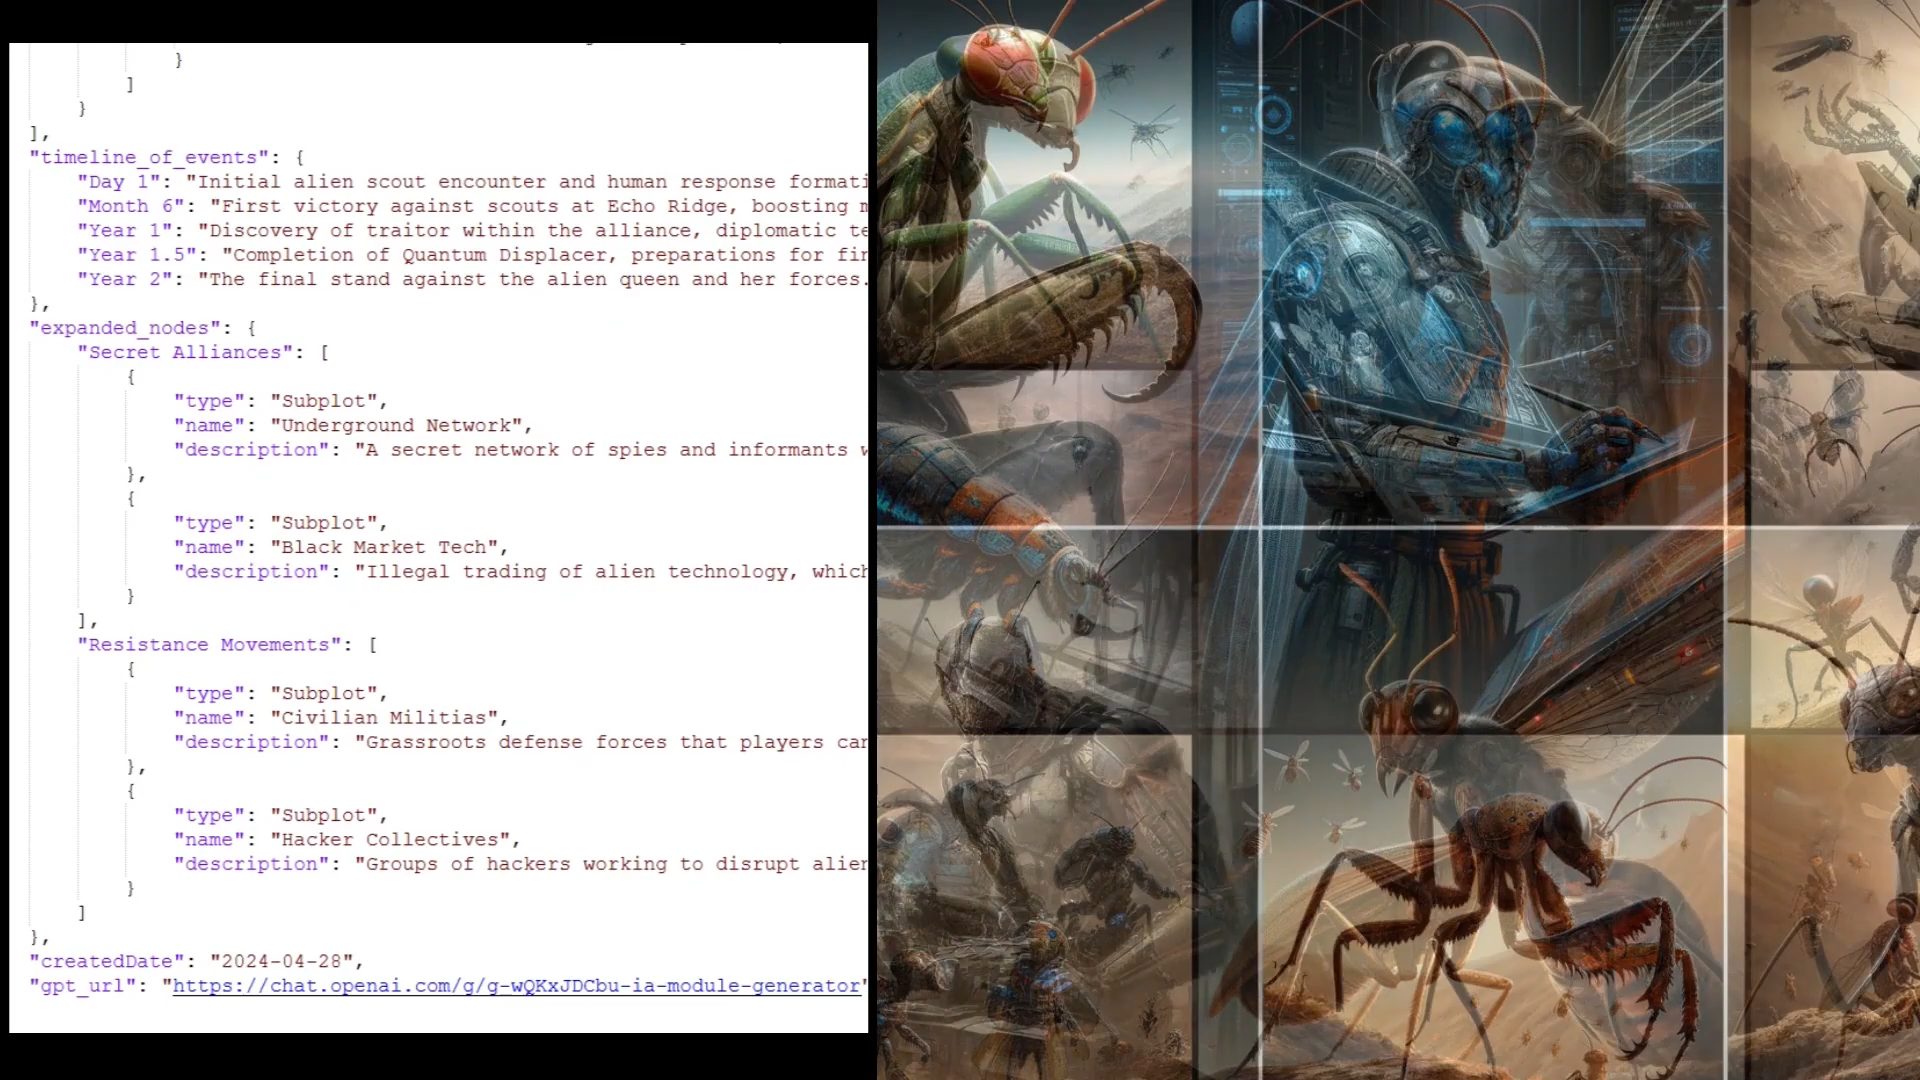 }
]
}
],
"timeline_of_events": {
"Day 1": "Initial alien scout encounter and human response formati
"Month 6": "First victory against scouts at Echo Ridge, boosting m
"Year 1": "Discovery of traitor within the alliance, diplomatic te
"Year 1.5": "Completion of Quantum Displacer, preparations for fin
"Year 2": "The final stand against the alien queen and her forces.
},
"expanded_nodes": {
"Secret Alliances": [
{
"type": "Subplot",
"name": "Underground Network",
"description": "A secret network of spies and informants w
},
{
"type": "Subplot",
"name": "Black Market Tech",
"description": "Illegal trading of alien technology, which
}
],
"Resistance Movements": [
{
"type": "Subplot",
"name": "Civilian Militias",
"description": "Grassroots defense forces that players can
},
{
"type": "Subplot",
"name": "Hacker Collectives",
"description": "Groups of hackers working to disrupt alien
}
]
},
"createdDate": "2024-04-28",
"gpt_url": "https://chat.openai.com/g/g-wQKxJDCbu-ia-module-generator"